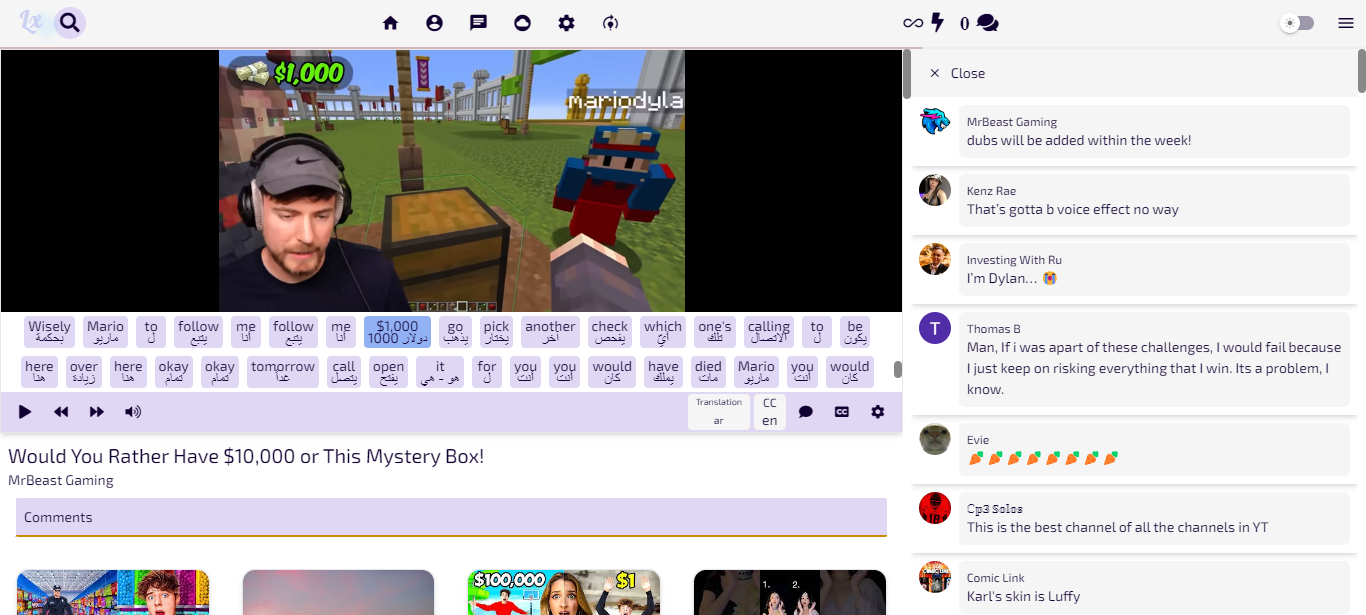 Lx
0
$1,000
mariodyla
Wisely Mario to follow me follow me $1,000 go pick another check which one's calling to be
بحكمة ماريو ل يتبع أنا يتبع أنا 1000 دولار يذهب يختار آخر يفحص أيّ تلك الاتصال ل يكون
here over here okay okay tomorrow call open it for you you would have died Mario you would
هنا زيادة هنا تمام تمام غداً يتصل يفتح هو - هي ل أنت أنت كان يملك مات ماريو أنت كان
Translation
ar
CC
en
Would You Rather Have $10,000 or This Mystery Box!
MrBeast Gaming
Comments
$100,000
$1
1.
2.
Close
MrBeast Gaming
dubs will be added within the week!
Kenz Rae
That's gotta b voice effect no way
Investing With Ru
I'm Dylan... 😭
T
Thomas B
Man, If i was apart of these challenges, I would fail because
I just keep on risking everything that I win. Its a problem, I
know.
Evie
🥕🥕🥕🥕🥕🥕🥕🥕
Cp3 Solos
This is the best channel of all the channels in YT
Comic Link
Karl's skin is Luffy